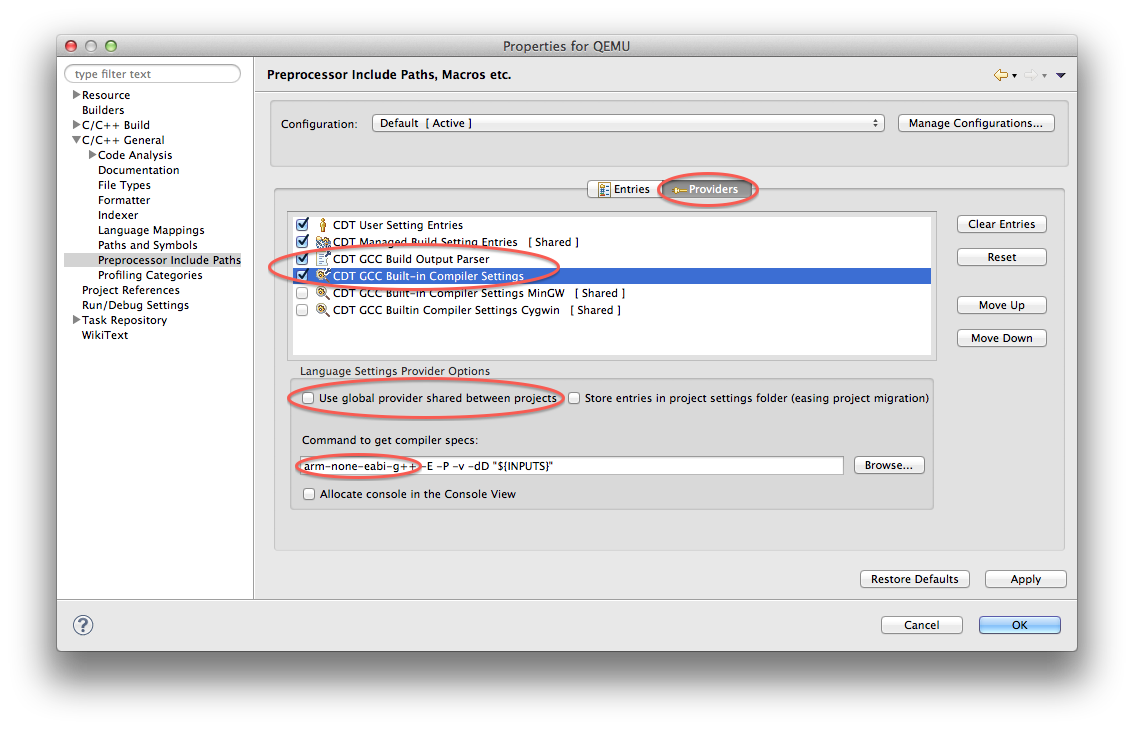 Properties for QEMU
type filter text
Preprocessor Include Paths, Macros etc.
Resource
Builders
C/C++ Build
C/C++ General
Code Analysis
Documentation
File Types
Formatter
Indexer
Language Mappings
Paths and Symbols
Preprocessor Include Paths
Profiling Categories
Project References
Run/Debug Settings
Task Repository
WikiText
Configuration:
Default [ Active ]
Manage Configurations...
Entries
Providers
CDT User Setting Entries
CDT Managed Build Setting Entries [ Shared ]
CDT GCC Build Output Parser
CDT GCC Built-in Compiler Settings
CDT GCC Built-in Compiler Settings MinGW [ Shared ]
CDT GCC Builtin Compiler Settings Cygwin [ Shared ]
Clear Entries
Reset
Move Up
Move Down
Language Settings Provider Options
Use global provider shared between projects
Store entries in project settings folder (easing project migration)
Command to get compiler specs:
arm-none-eabi-g++ -E -P -v -dD "${INPUTS}"
Browse...
Allocate console in the Console View
Restore Defaults
Apply
?
Cancel
OK